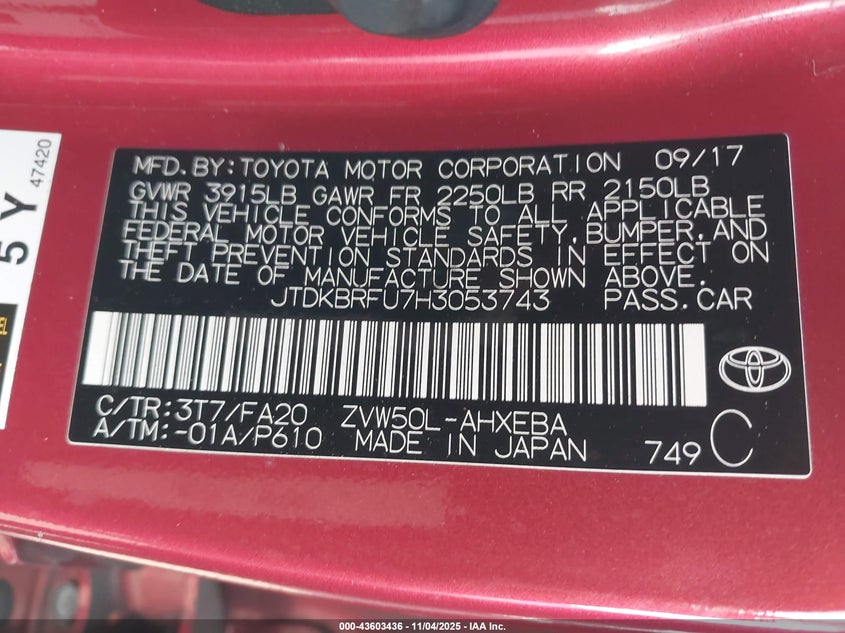 MFD.BY:TOYOTA MOTOR CORPORATION 09/17
GVWR 3915LB GAWR FR 2250LB RR 2150LB
THIS VEHICLE CONFORMS TO ALL APPLICABLE
FEDERAL MOTOR VEHICLE SAFETY,BUMPER,AND
THEFT PREVENTION STANDARDS IN EFFECT ON
THE DATE OF MANUFACTURE SHOWN ABOVE.
JTDKBRFU7H3053743 PASS.CAR
C/TR:3T7/FA20 ZVW50L-AHXEBA
A/TM:-01A/P610 MADE IN JAPAN 749 C
5 Y
47420
000-43603436 - 11/04/2025 - IAA Inc.